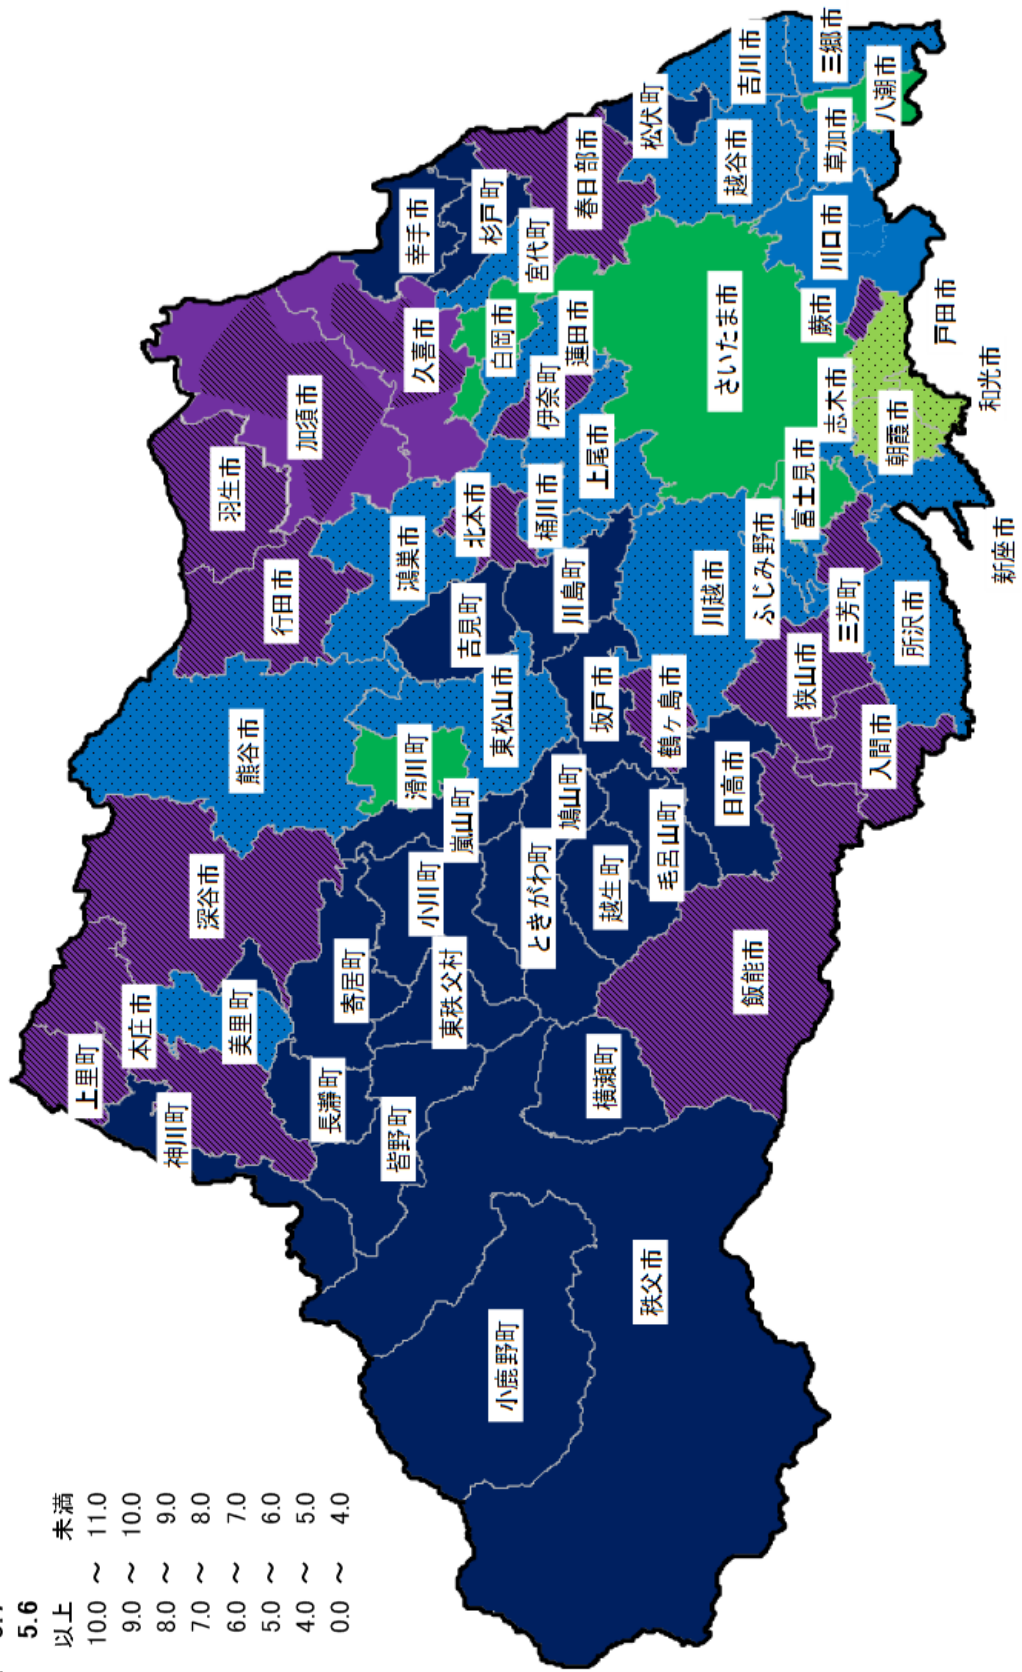 5.6
以上 未満
10.0 ～ 11.0
9.0 ～ 10.0
8.0 ～ 9.0
7.0 ～ 8.0
6.0 ～ 7.0
5.0 ～ 6.0
4.0 ～ 5.0
0.0 ～ 4.0
上里町
本庄市
神川町
美里町
深谷市
熊谷市
行田市
羽生市
加須市
久喜市
幸手市
杉戸町
宮代町
白岡市
春日部市
松伏町
吉川市
三郷市
八潮市
草加市
越谷市
川口市
蕨市
戸田市
さいたま市
蓮田市
伊奈町
上尾市
桶川市
北本市
鴻巣市
吉見町
川島町
東松山市
滑川町
嵐山町
小川町
寄居町
長瀞町
皆野町
東秩父村
ときがわ町
鳩山町
越生町
毛呂山町
坂戸市
鶴ヶ島市
日高市
川越市
ふじみ野市
富士見市
志木市
朝霞市
和光市
新座市
三芳町
所沢市
狭山市
入間市
飯能市
横瀬町
秩父市
小鹿野町